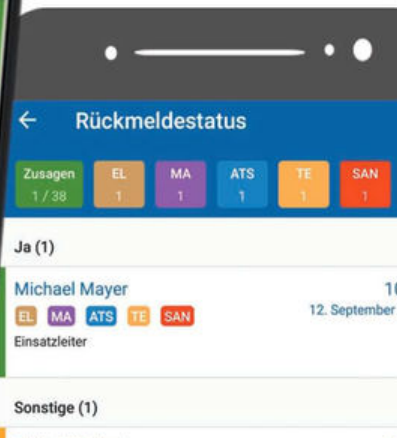 Rückmeldestatus
Zusagen EL MA ATS TE SAN
1 / 38 1 1 1 1 1
Ja (1)
Michael Mayer
EL MA ATS TE SAN 12. September
Einsatzleiter
Sonstige (1)